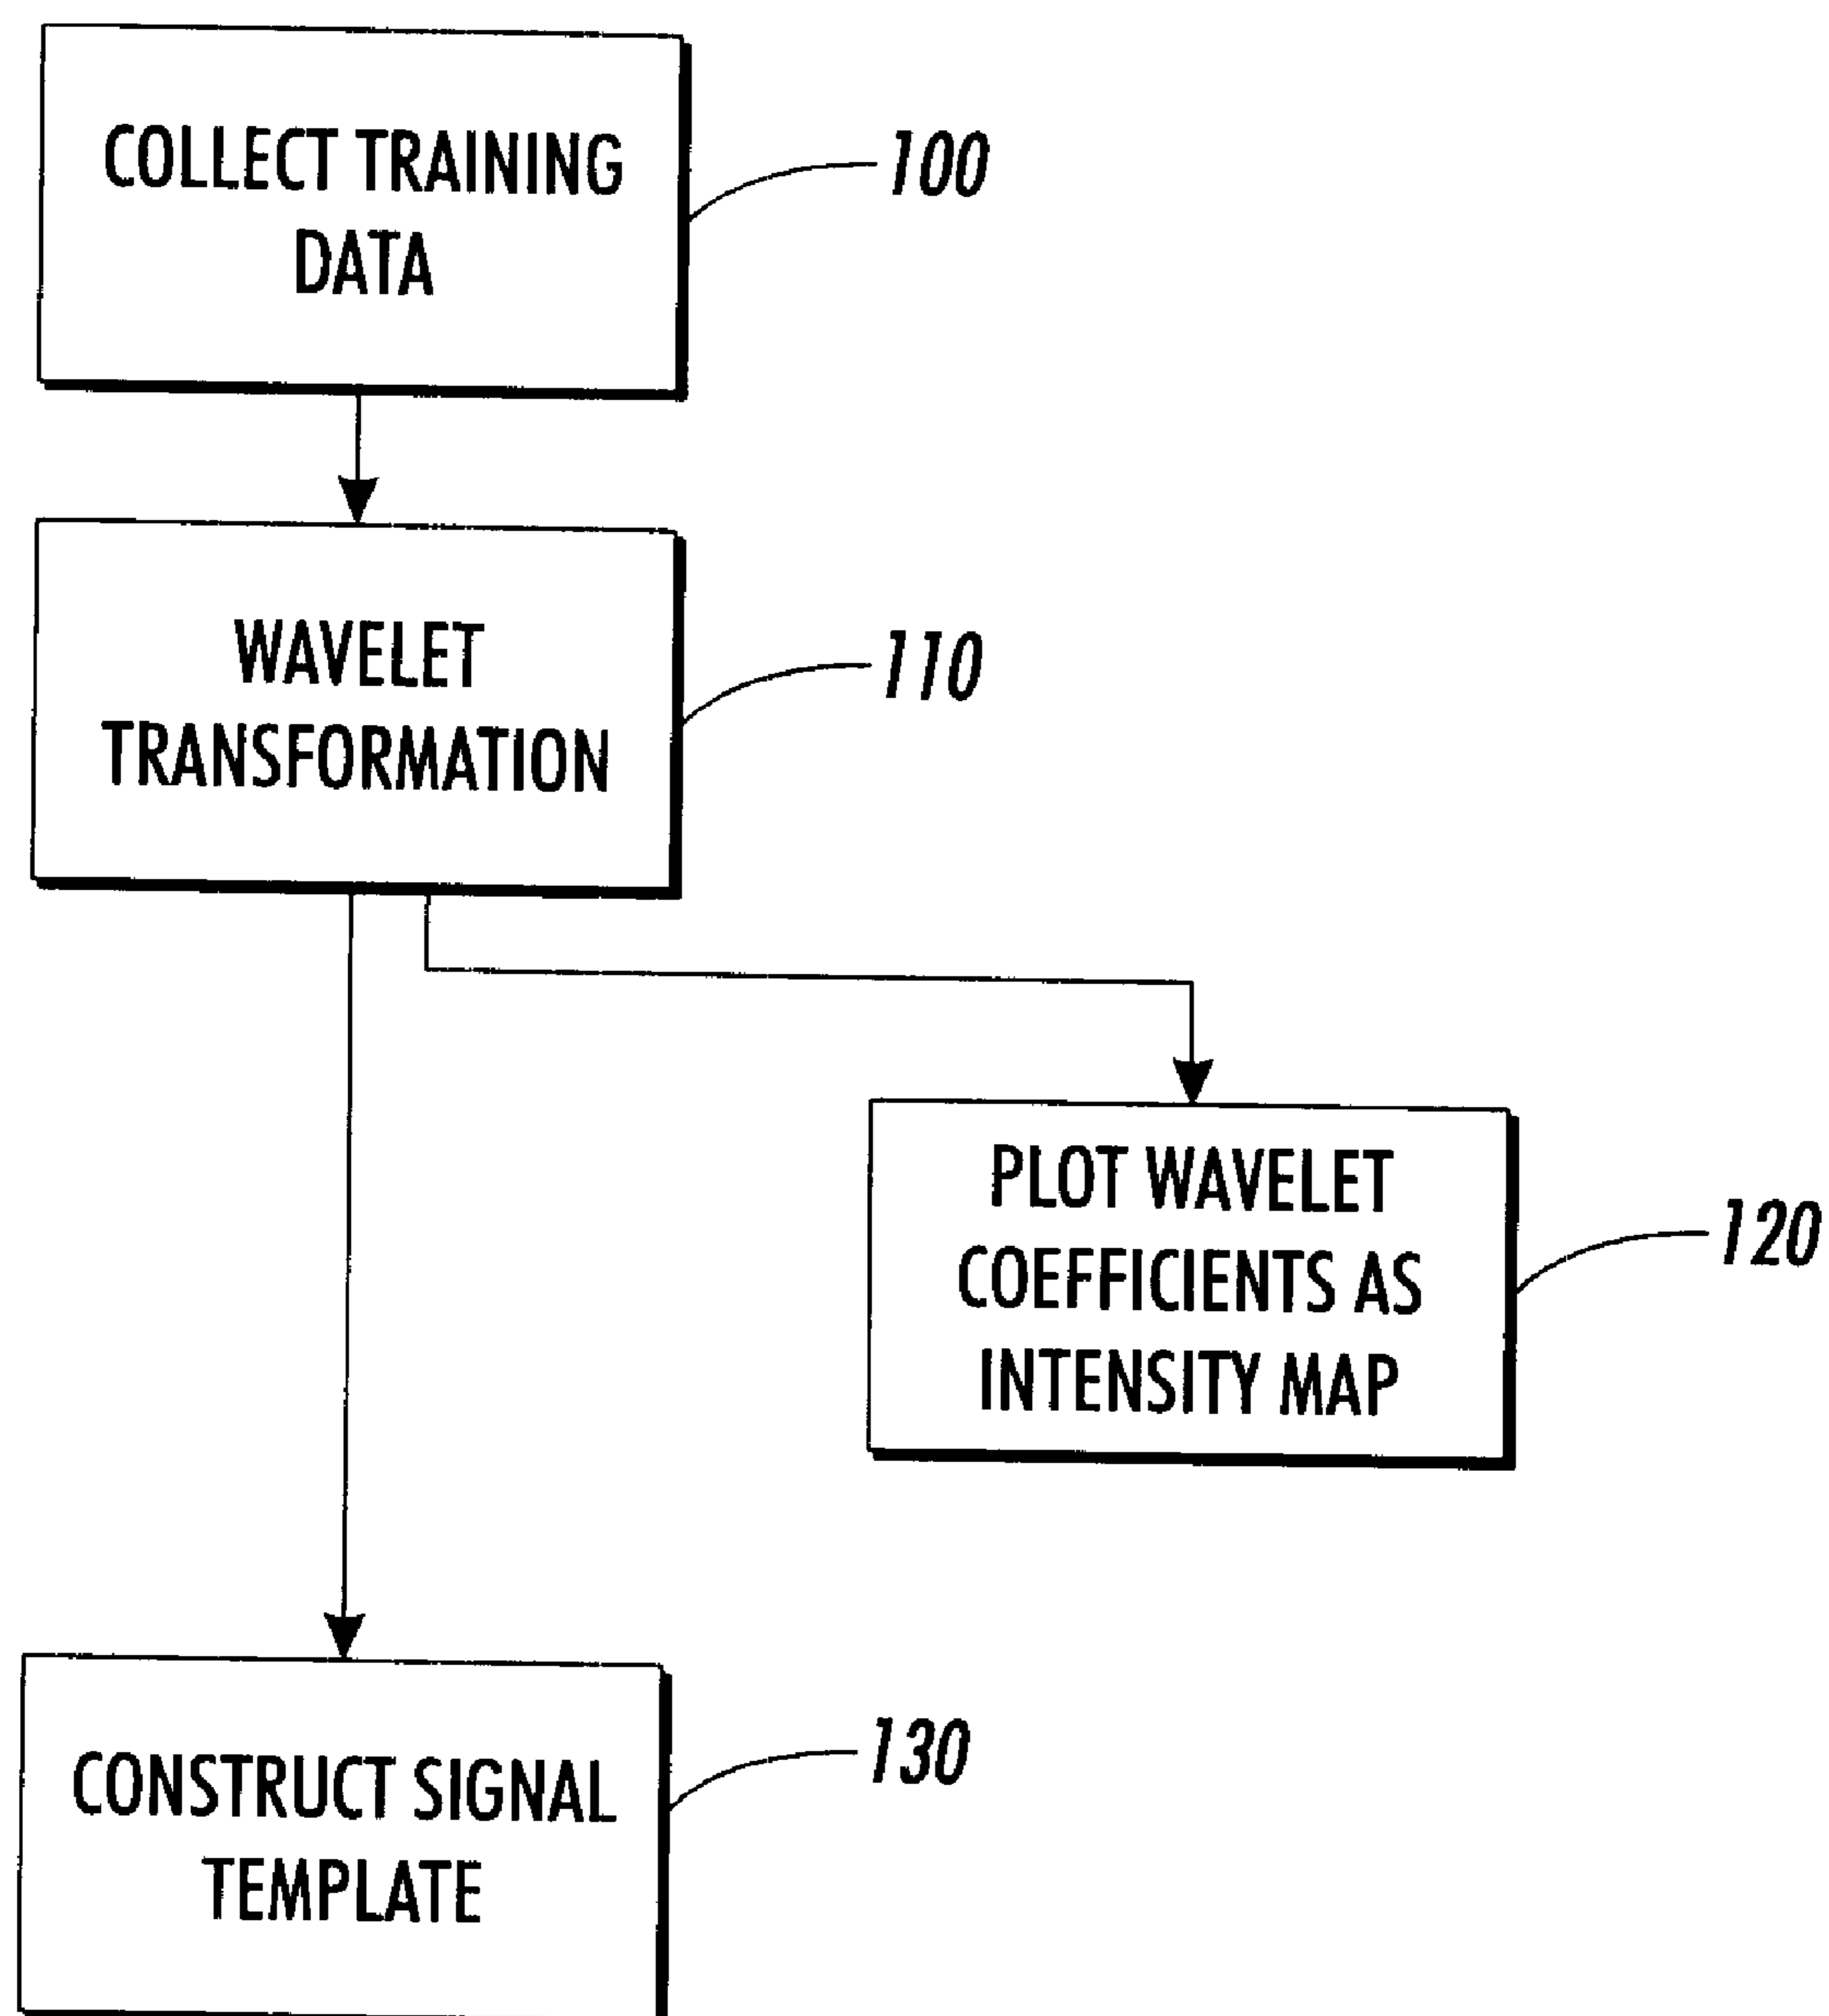 COLLECT TRAINING
DATA
100
WAVELET
TRANSFORMATION
110
PLOT WAVELET
COEFFICIENTS AS
INTENSITY MAP
120
CONSTRUCT SIGNAL
TEMPLATE
130